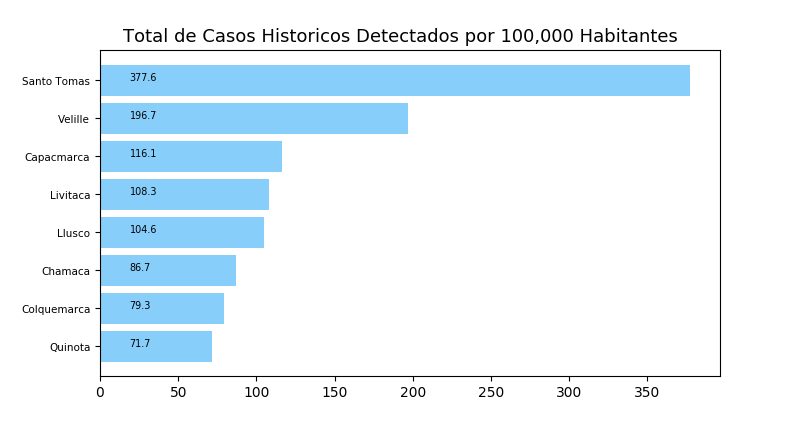 Total de Casos Historicos Detectados por 100,000 Habitantes
Santo Tomas 377.6
Velille 196.7
Capacmarca 116.1
Livitaca 108.3
Llusco 104.6
Chamaca 86.7
Colquemarca 79.3
Quinota 71.7
0 50 100 150 200 250 300 350